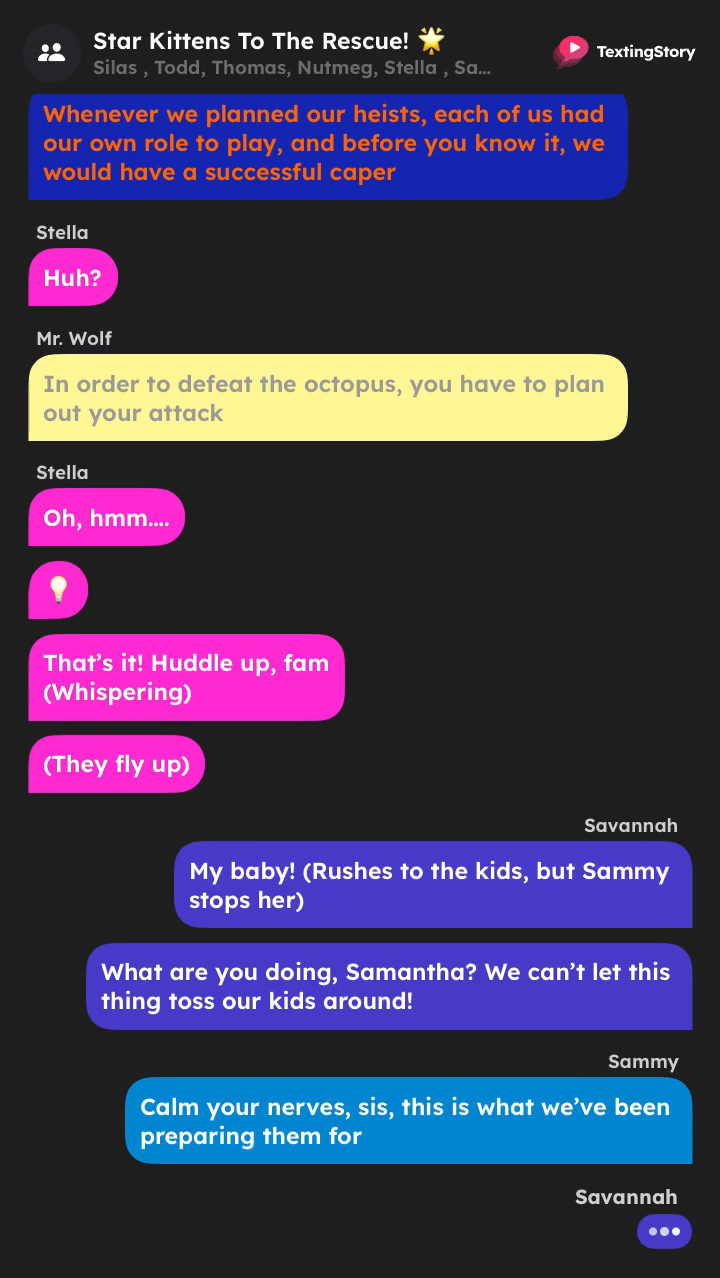 Star Kittens To The Rescue! 🌟
Silas , Todd, Thomas, Nutmeg, Stella , Sa...
TextingStory
Whenever we planned our heists, each of us had
our own role to play, and before you know it, we
would have a successful caper
Stella
Huh?
Mr. Wolf
In order to defeat the octopus, you have to plan
out your attack
Stella
Oh, hmm....
💡
That’s it! Huddle up, fam
(Whispering)
(They fly up)
Savannah
My baby! (Rushes to the kids, but Sammy
stops her)
What are you doing, Samantha? We can’t let this
thing toss our kids around!
Sammy
Calm your nerves, sis, this is what we’ve been
preparing them for
Savannah